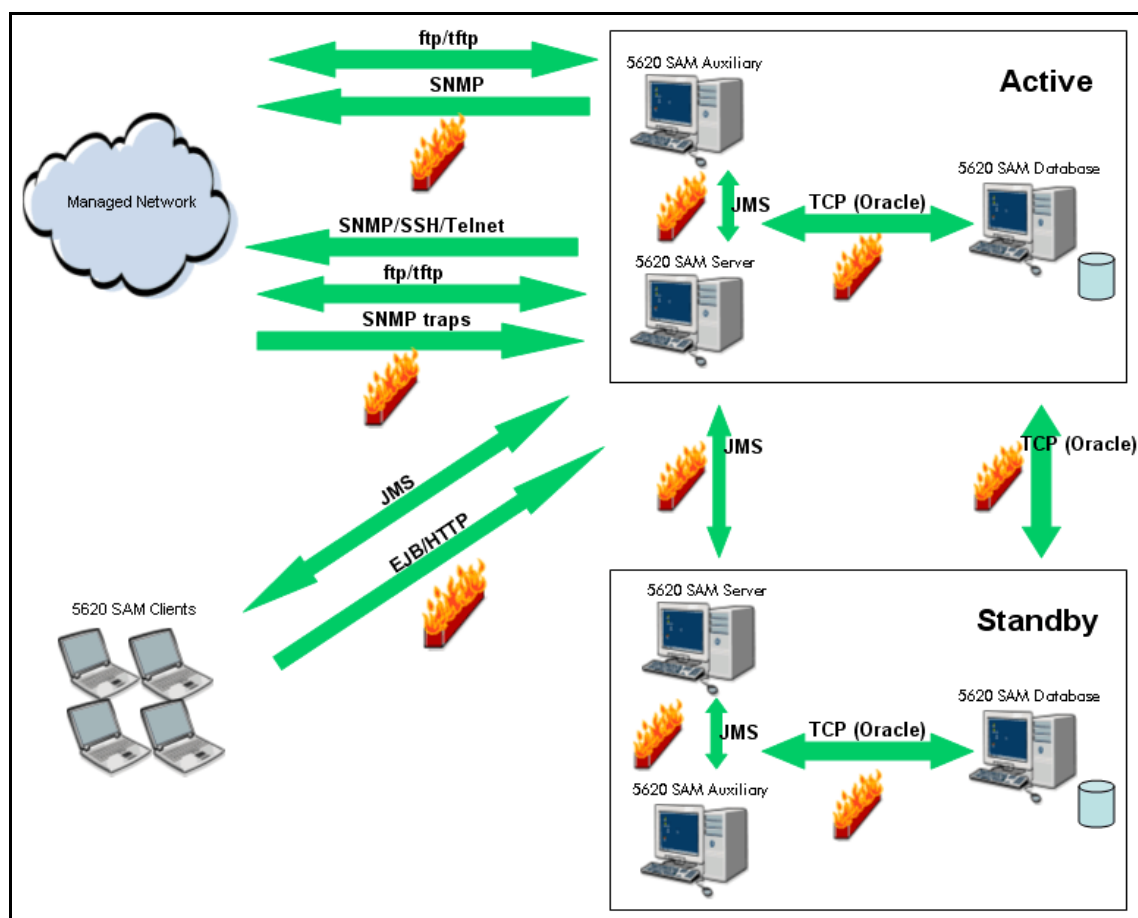 ftp/tftp
SNMP
5620 SAM Auxiliary
Active
Managed Network
JMS
TCP (Oracle)
5620 SAM Database
SNMP/SSH/Telnet
5620 SAM Server
ftp/tftp
SNMP traps
JMS
EJB/HTTP
JMS
TCP (Oracle)
5620 SAM Clients
5620 SAM Server
Standby
5620 SAM Database
JMS
TCP (Oracle)
5620 SAM Auxiliary